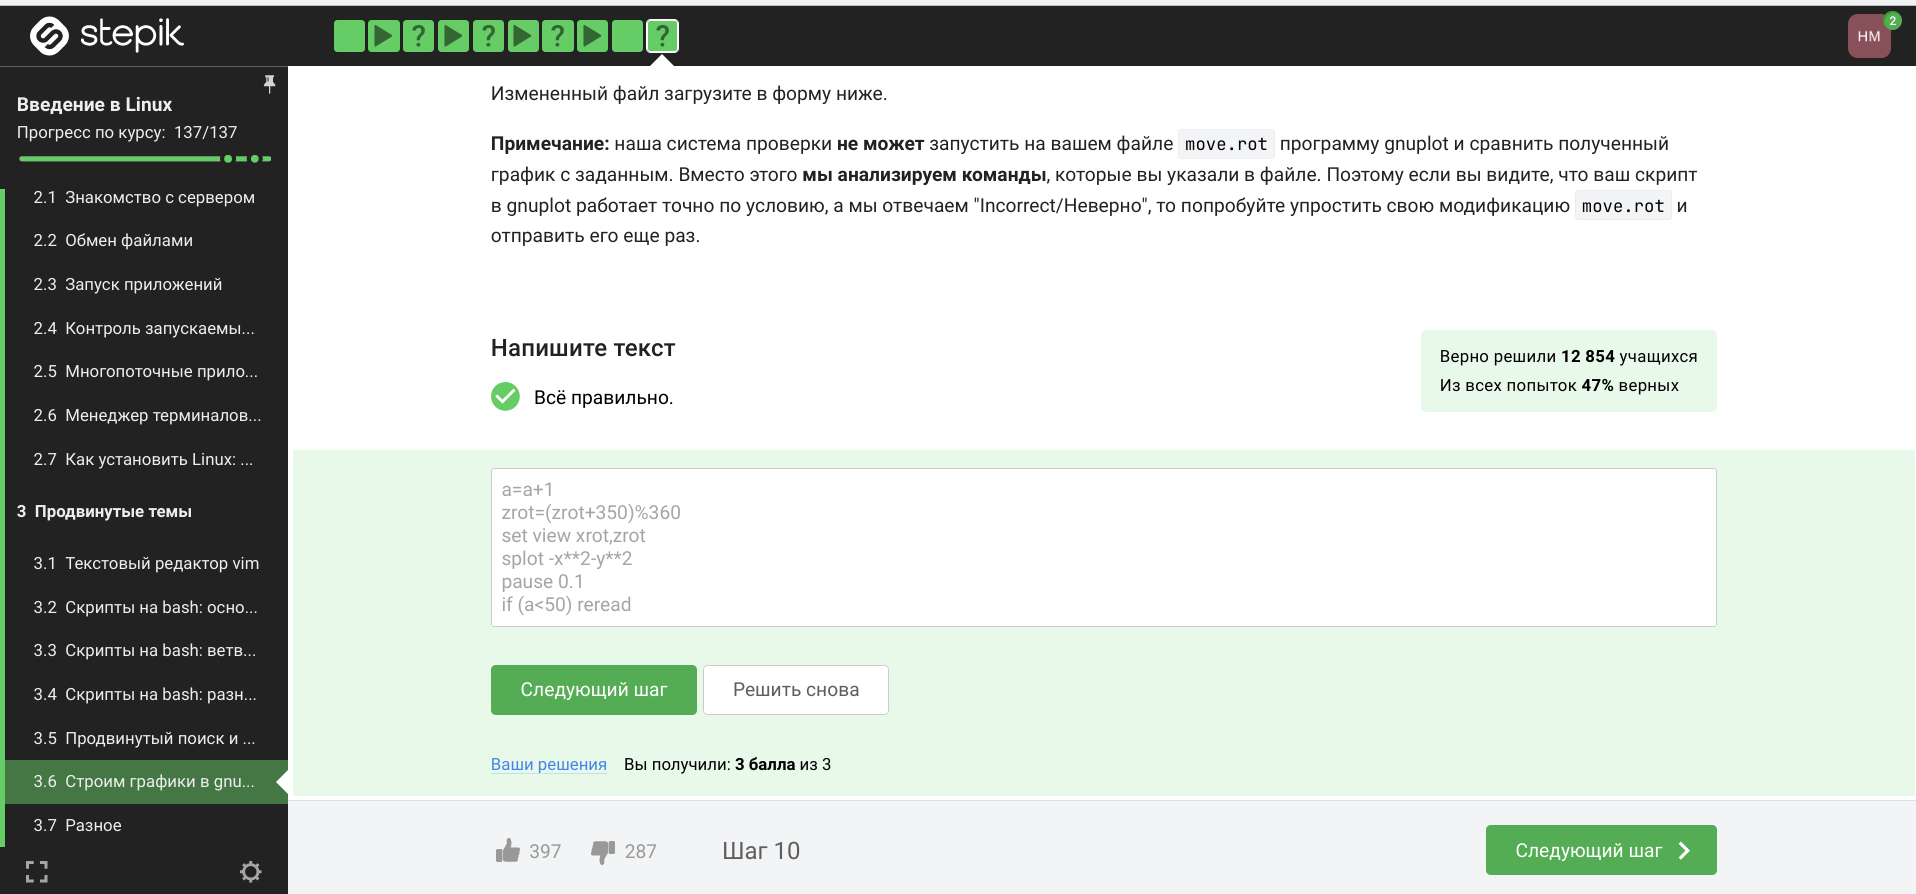 stepik
?
?
?
?
НМ
2
Введение в Linux
Прогресс по курсу: 137/137
2.1 Знакомство с сервером
2.2 Обмен файлами
2.3 Запуск приложений
2.4 Контроль запускаемы...
2.5 Многопоточные прило...
2.6 Менеджер терминалов...
2.7 Как установить Linux: ...
3 Продвинутые темы
3.1 Текстовый редактор vim
3.2 Скрипты на bash: осно...
3.3 Скрипты на bash: ветв...
3.4 Скрипты на bash: разн...
3.5 Продвинутый поиск и ...
3.6 Строим графики в gnu...
3.7 Разное
Измененный файл загрузите в форму ниже.
Примечание: наша система проверки не может запустить на вашем файле move.rot программу gnuplot и сравнить полученный
график с заданным. Вместо этого мы анализируем команды, которые вы указали в файле. Поэтому если вы видите, что ваш скрипт
в gnuplot работает точно по условию, а мы отвечаем "Incorrect/Неверно", то попробуйте упростить свою модификацию move.rot и
отправить его еще раз.
Напишите текст
Всё правильно.
Верно решили 12 854 учащихся
Из всех попыток 47% верных
a=a+1
zrot=(zrot+350)%360
set view xrot,zrot
splot -x**2-y**2
pause 0.1
if (a<50) reread
Следующий шаг
Решить снова
Ваши решения
Вы получили: 3 балла из 3
397
287
Шаг 10
Следующий шаг